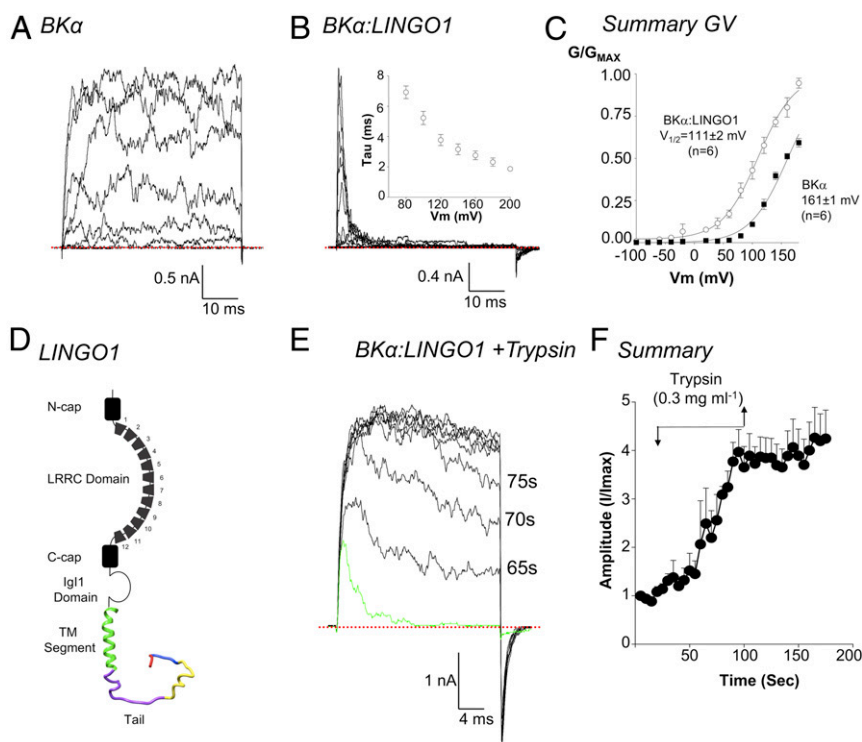 A BKα
B BKα:LINGO1
C Summary GV
0.5 nA
10 ms
8
6
4
2
0
Tau (ms)
80 120 160 200
Vm (mV)
0.4 nA
10 ms
G/GMAX
1.00
0.75
0.50
0.25
0.00
BKα:LINGO1
V1/2=111±2 mV
(n=6)
BKα
161±1 mV
(n=6)
-100 -50 0 50 100 150
Vm (mV)
D LINGO1
N-cap
LRRC Domain
1
2
3
4
5
6
7
8
9
10
11
12
C-cap
IgI1
Domain
TM
Segment
Tail
E BKα:LINGO1 +Trypsin
75s
70s
65s
1 nA
4 ms
F Summary
Trypsin
(0.3 mg ml-1)
Amplitude (I/Imax)
5
4
3
2
1
0
50 100 150 200
Time (Sec)